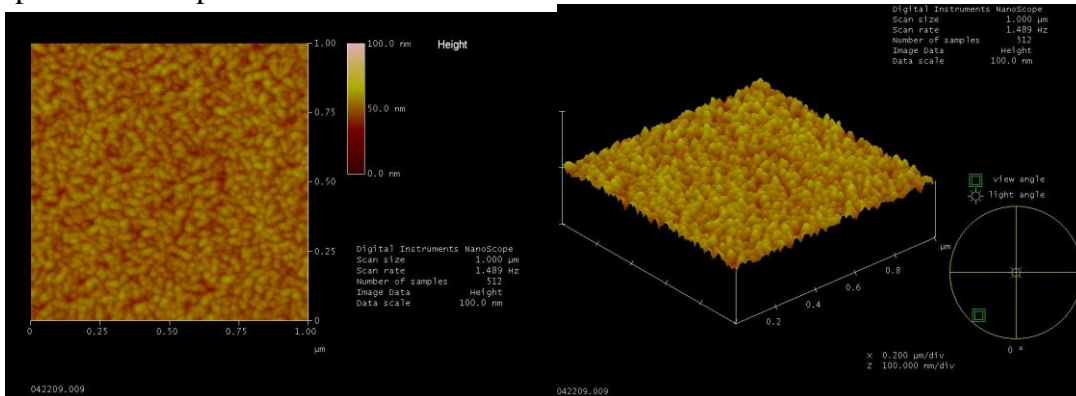 1.00
100.0 nm
Height
0.75
50.0 nm
0.50
0.0 nm
0.25
Digital Instruments NanoScope
Scan size 1.000 µm
Scan rate 1.489 Hz
Number of samples 512
Image Data Height
Data scale 100.0 nm
0
0 0.25 0.50 0.75 1.00
µm
042209.009
Digital Instruments NanoScope
Scan size 1.000 µm
Scan rate 1.489 Hz
Number of samples 512
Image Data Height
Data scale 100.0 nm
view angle
light angle
µm
0.8
0.6
0.4
0.2
0 °
X 0.200 µm/div
Z 100.000 nm/div
042209.009